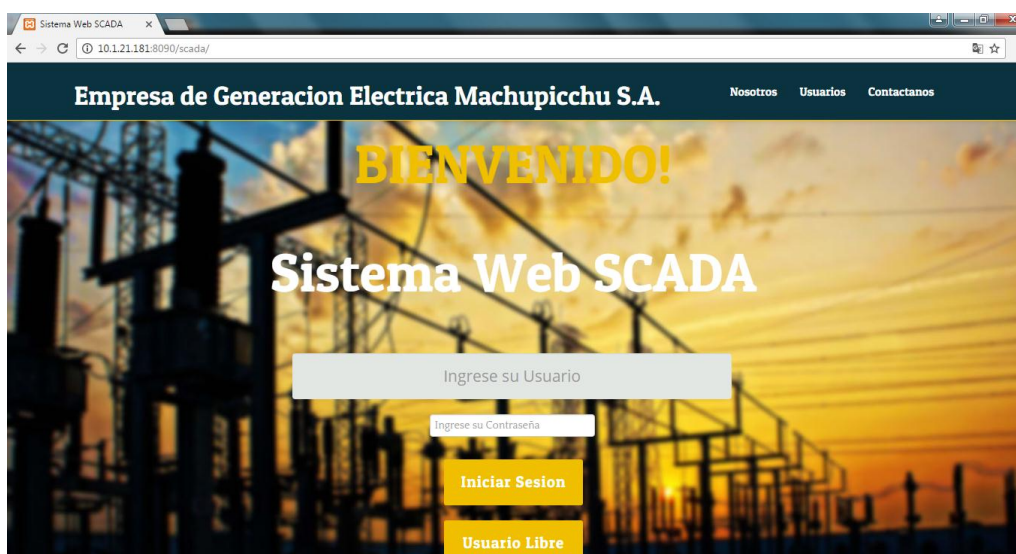 Sistema Web SCADA
10.1.21.181:8090/scada/
Empresa de Generacion Electrica Machupicchu S.A.
Nosotros Usuarios Contactanos
BIENVENIDO!
Sistema Web SCADA
Ingrese su Usuario
Ingrese su Contraseña
Iniciar Sesion
Usuario Libre